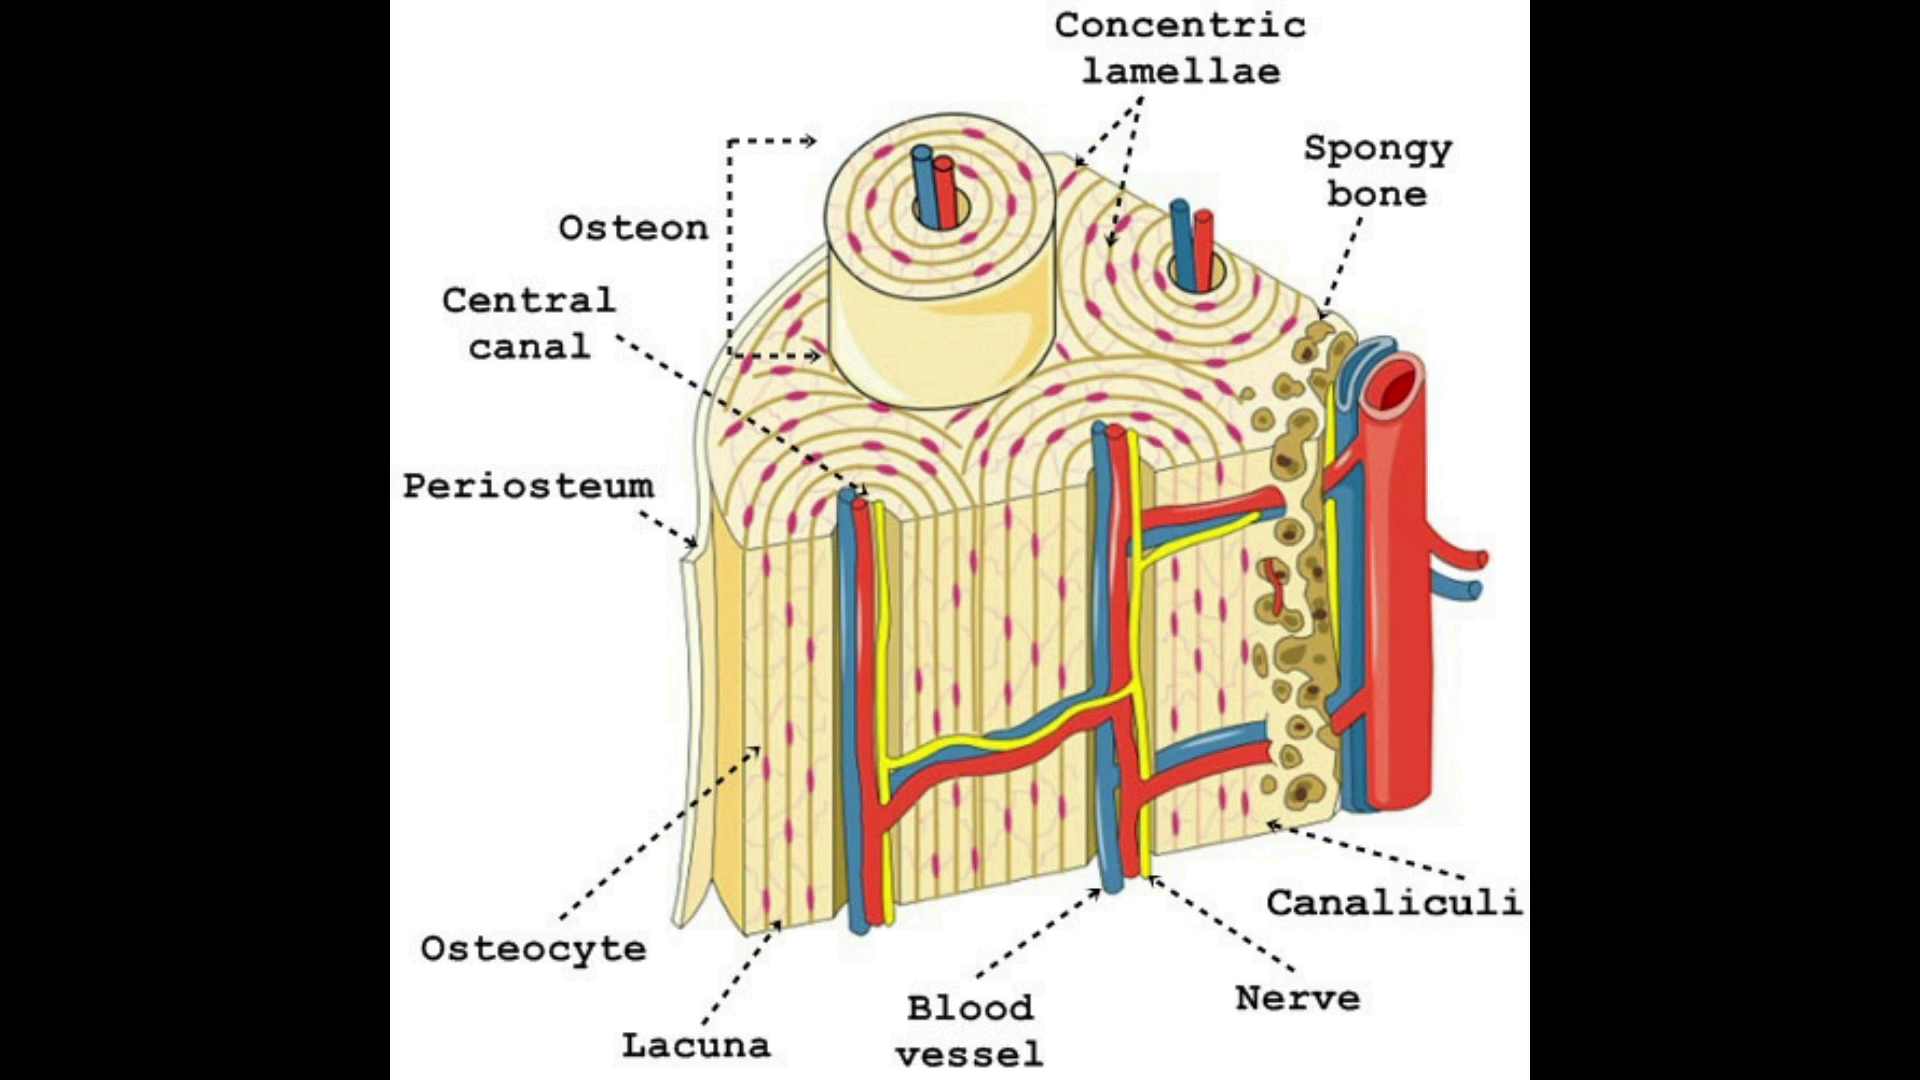 Concentric
lamellae
Spongy
bone
Osteon
Central
canal
Periosteum
Osteocyte
Lacuna
Blood
vessel
Nerve
Canaliculi